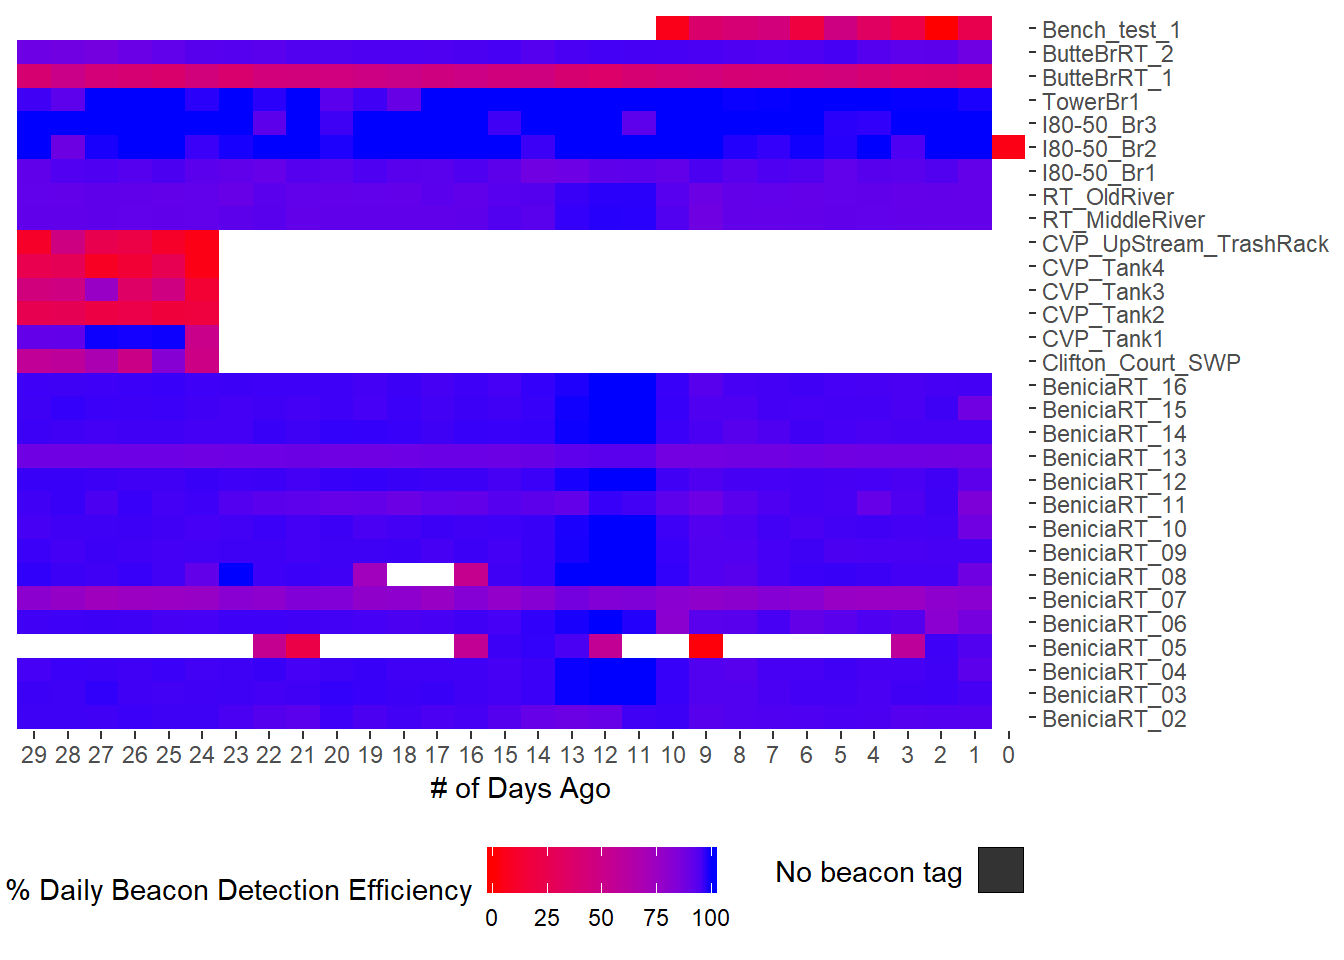 Bench_test_1
ButteBrRT_2
ButteBrRT_1
TowerBr1
I80-50_Br3
I80-50_Br2
I80-50_Br1
RT_OldRiver
RT_MiddleRiver
CVP_UpStream_TrashRack
CVP_Tank4
CVP_Tank3
CVP_Tank2
CVP_Tank1
Clifton_Court_SWP
BeniciaRT_16
BeniciaRT_15
BeniciaRT_14
BeniciaRT_13
BeniciaRT_12
BeniciaRT_11
BeniciaRT_10
BeniciaRT_09
BeniciaRT_08
BeniciaRT_07
BeniciaRT_06
BeniciaRT_05
BeniciaRT_04
BeniciaRT_03
BeniciaRT_02
29 28 27 26 25 24 23 22 21 20 19 18 17 16 15 14 13 12 11 10 9 8 7 6 5 4 3 2 1 0
# of Days Ago
% Daily Beacon Detection Efficiency
0 25 50 75 100
No beacon tag